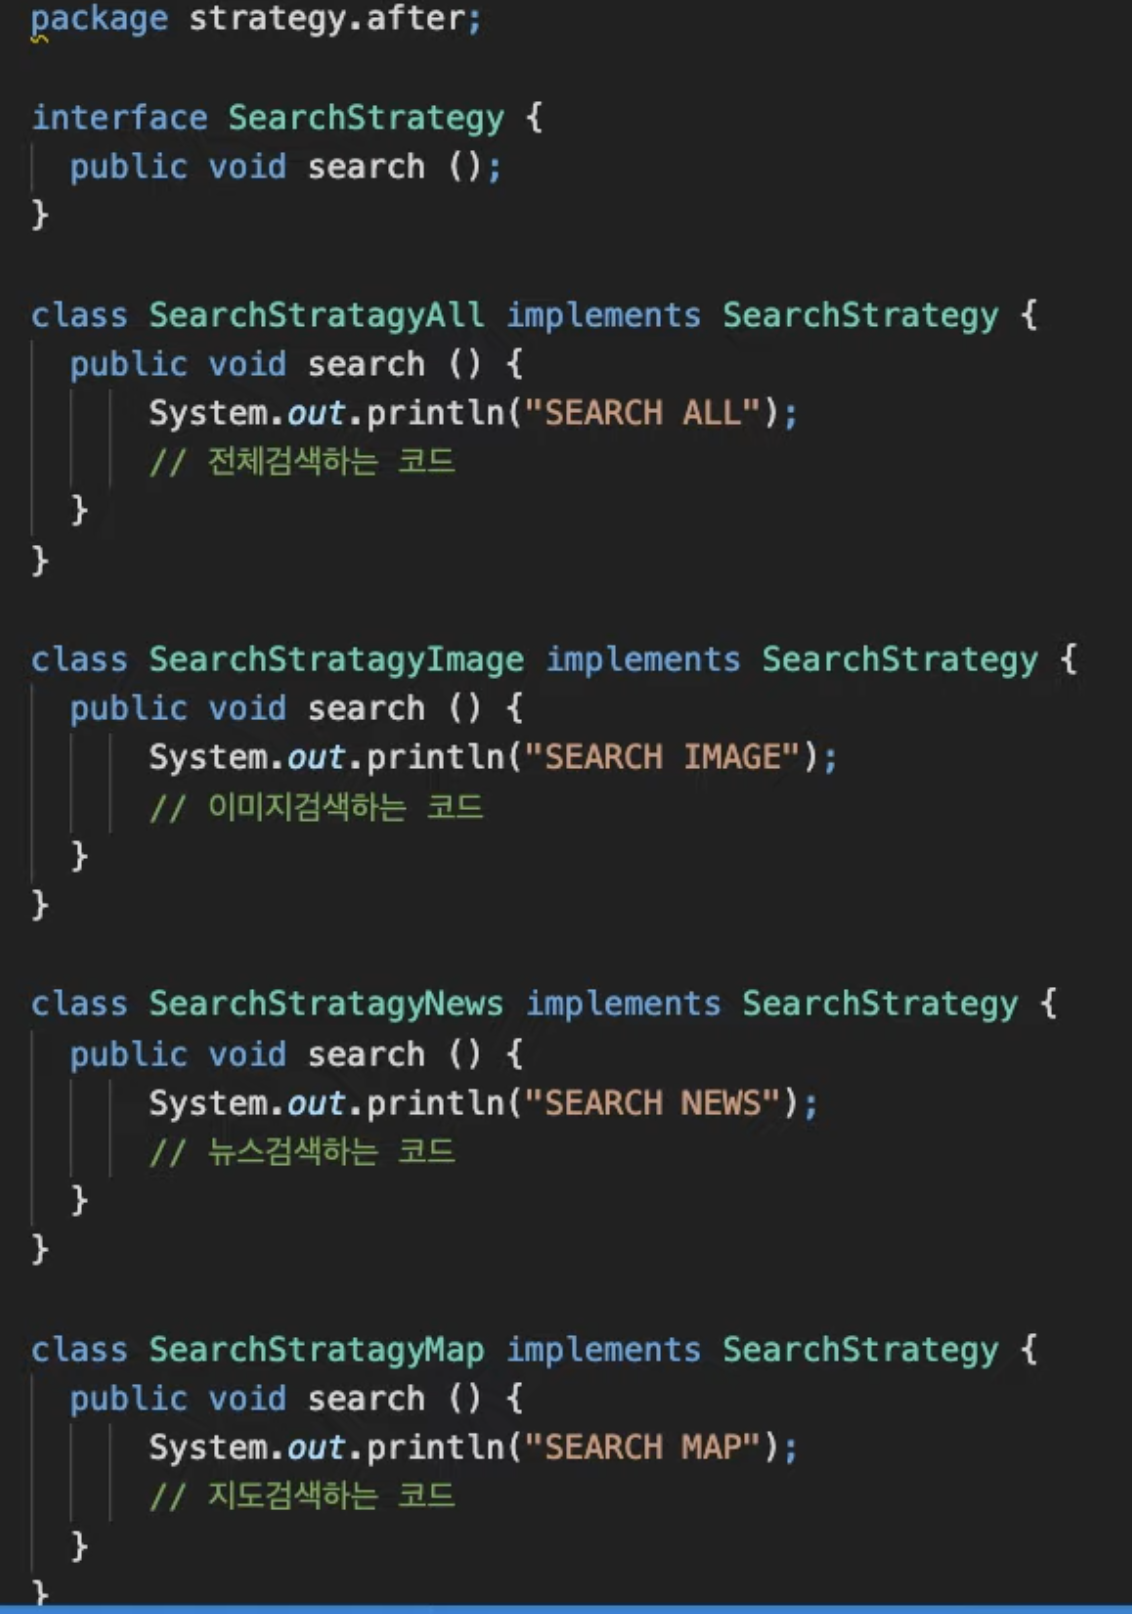 package strategy.after;
interface SearchStrategy {
public void search ();
}
class SearchStratagyAll implements SearchStrategy {
public void search () {
System.out.println("SEARCH ALL");
// 전체검색하는 코드
}
}
class SearchStratagyImage implements SearchStrategy {
public void search () {
System.out.println("SEARCH IMAGE");
// 이미지검색하는 코드
}
}
class SearchStratagyNews implements SearchStrategy {
public void search () {
System.out.println("SEARCH NEWS");
// 뉴스검색하는 코드
}
}
class SearchStratagyMap implements SearchStrategy {
public void search () {
System.out.println("SEARCH MAP");
// 지도검색하는 코드
}
}